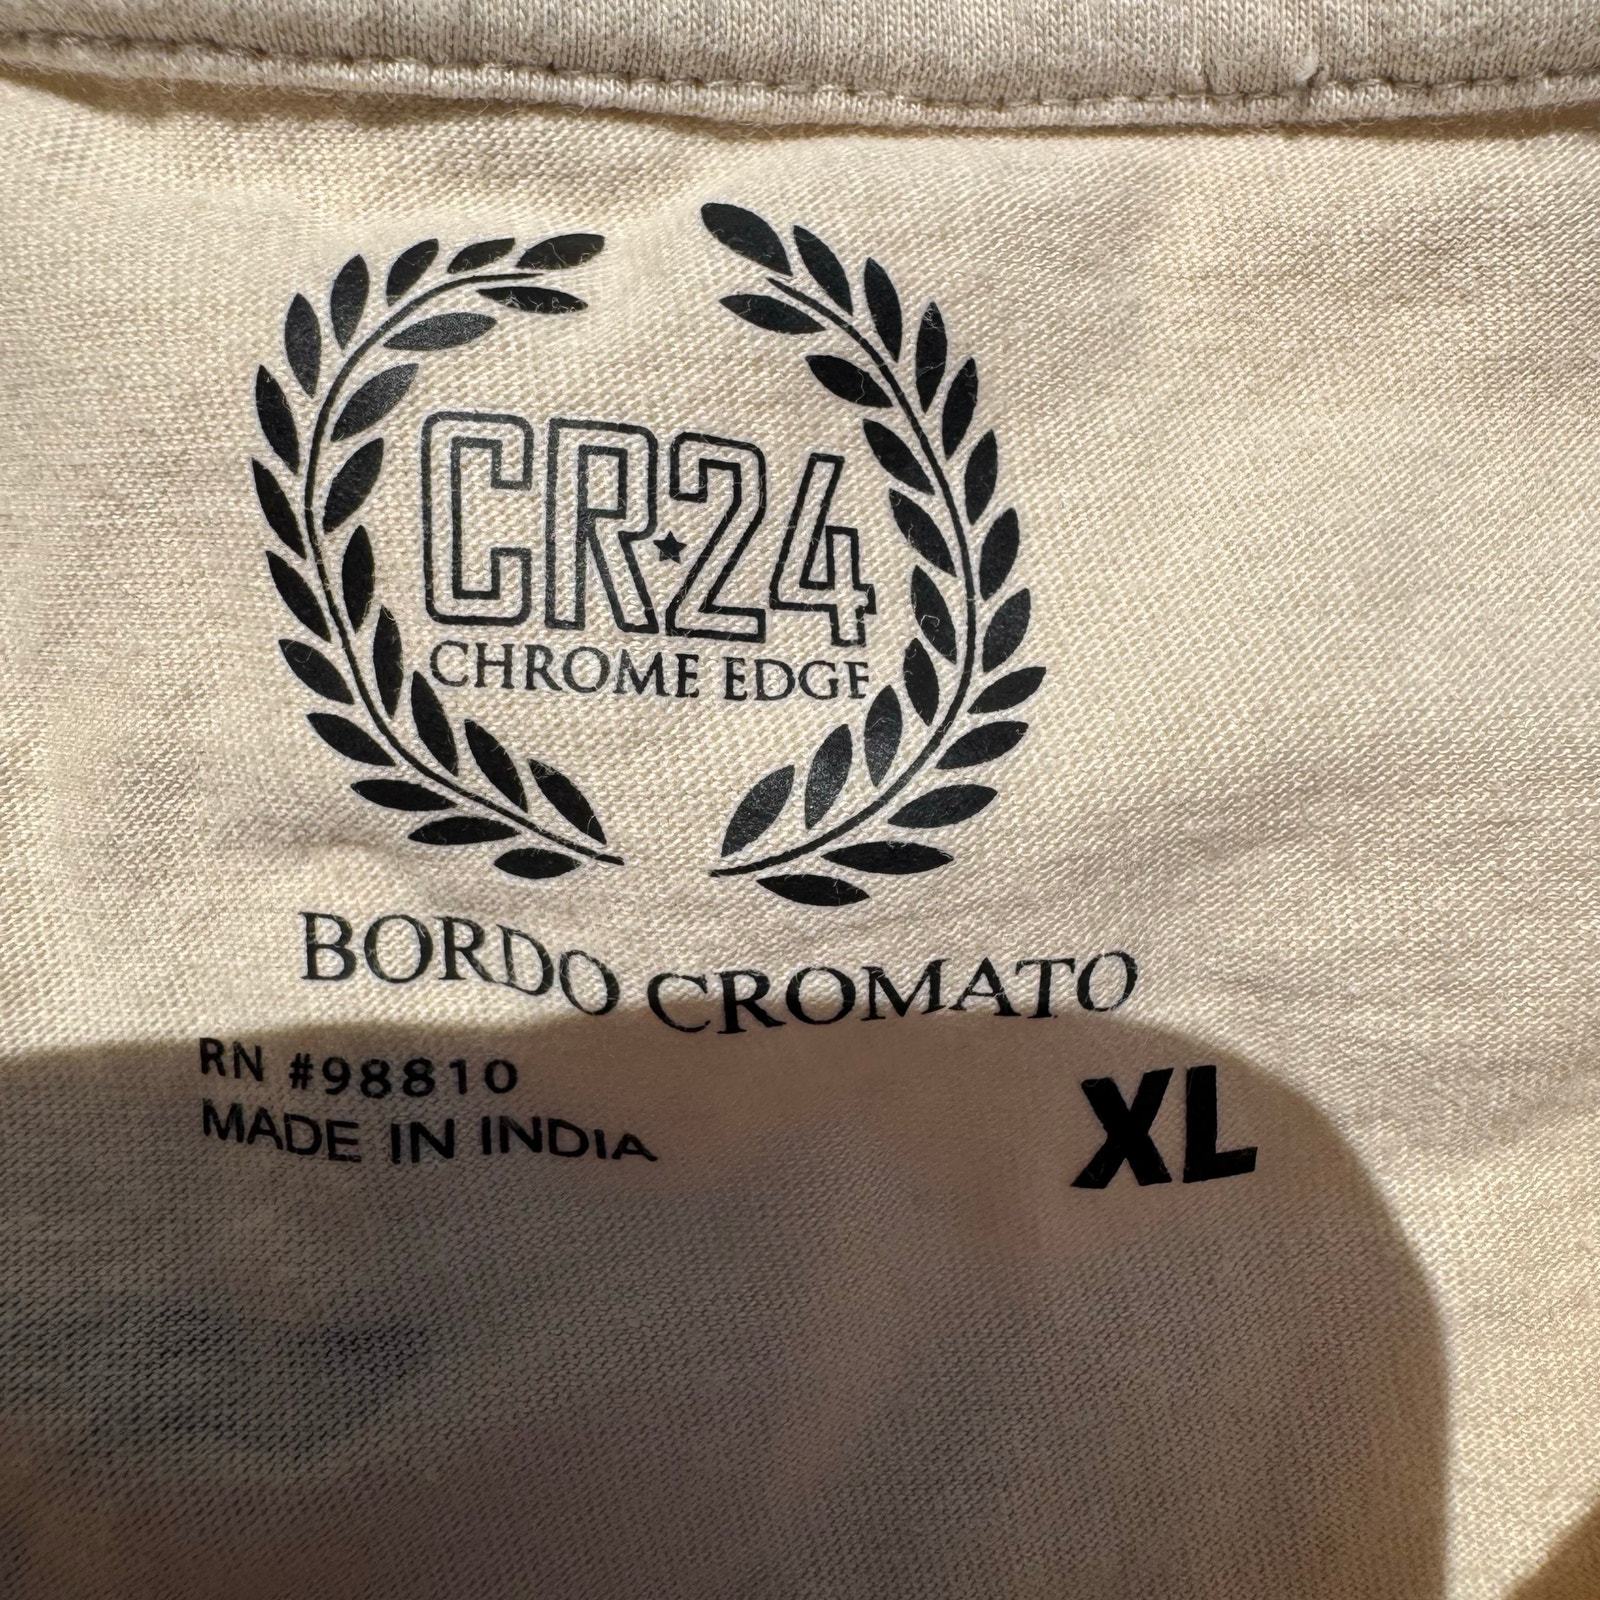 CR★24
CHROME EDGE
BORDO CROMATO
RN #98810
MADE IN INDIA
XL